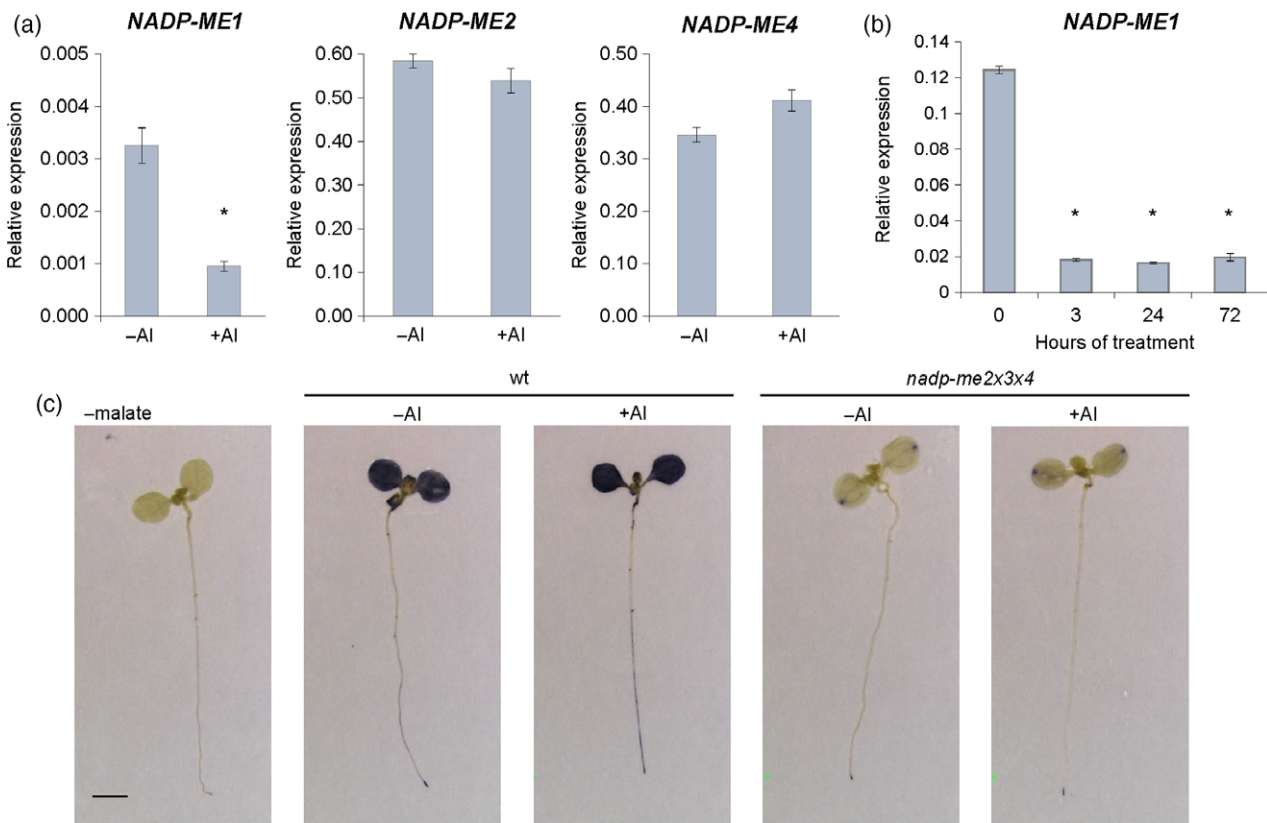 (a)
NADP-ME1
Relative expression
0.005
0.004
0.003
0.002
0.001
0.000
*
–Al
+Al
NADP-ME2
Relative expression
0.60
0.50
0.40
0.30
0.20
0.10
0.00
–Al
+Al
NADP-ME4
Relative expression
0.50
0.40
0.30
0.20
0.10
0.00
–Al
+Al
(b)
NADP-ME1
Relative expression
0.14
0.12
0.10
0.08
0.06
0.04
0.02
0
* * *
0 3 24 72
Hours of treatment
(c)
wt
nadp-me2x3x4
–malate
–Al
+Al
–Al
+Al